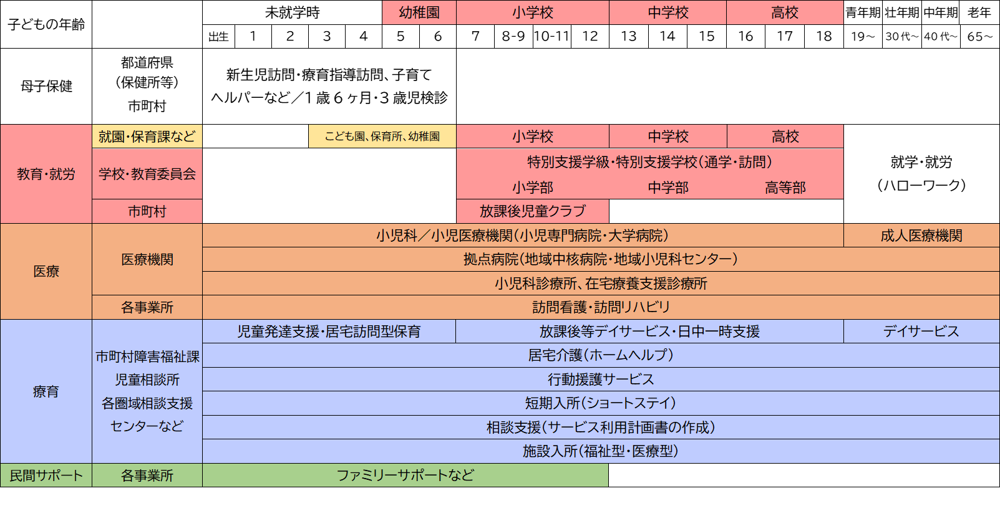 子どもの年齢
未就学時
幼稚園
小学校
中学校
高校
青年期
壮年期
中年期
老年
出生
1
2
3
4
5
6
7
8-9
10-11
12
13
14
15
16
17
18
19～
30代～
40代～
65～
母子保健
都道府県
（保健所等）
市町村
新生児訪問・療育指導訪問、子育て
ヘルパーなど／1歳6ヶ月・3歳児検診
教育・就労
就園・保育課など
こども園、保育所、幼稚園
小学校
中学校
高校
就学・就労
（ハローワーク）
学校・教育委員会
特別支援学級・特別支援学校（通学・訪問）
小学部
中学部
高等部
市町村
放課後児童クラブ
医療
医療機関
小児科／小児医療機関（小児専門病院・大学病院）
成人医療機関
拠点病院（地域中核病院・地域小児科センター）
小児科診療所、在宅療養支援診療所
各事業所
訪問看護・訪問リハビリ
療育
市町村障害福祉課
児童相談所
各圏域相談支援
センターなど
児童発達支援・居宅訪問型保育
放課後等デイサービス・日中一時支援
デイサービス
居宅介護（ホームヘルプ）
行動援護サービス
短期入所（ショートステイ）
相談支援（サービス利用計画書の作成）
施設入所（福祉型・医療型）
民間サポート
各事業所
ファミリーサポートなど